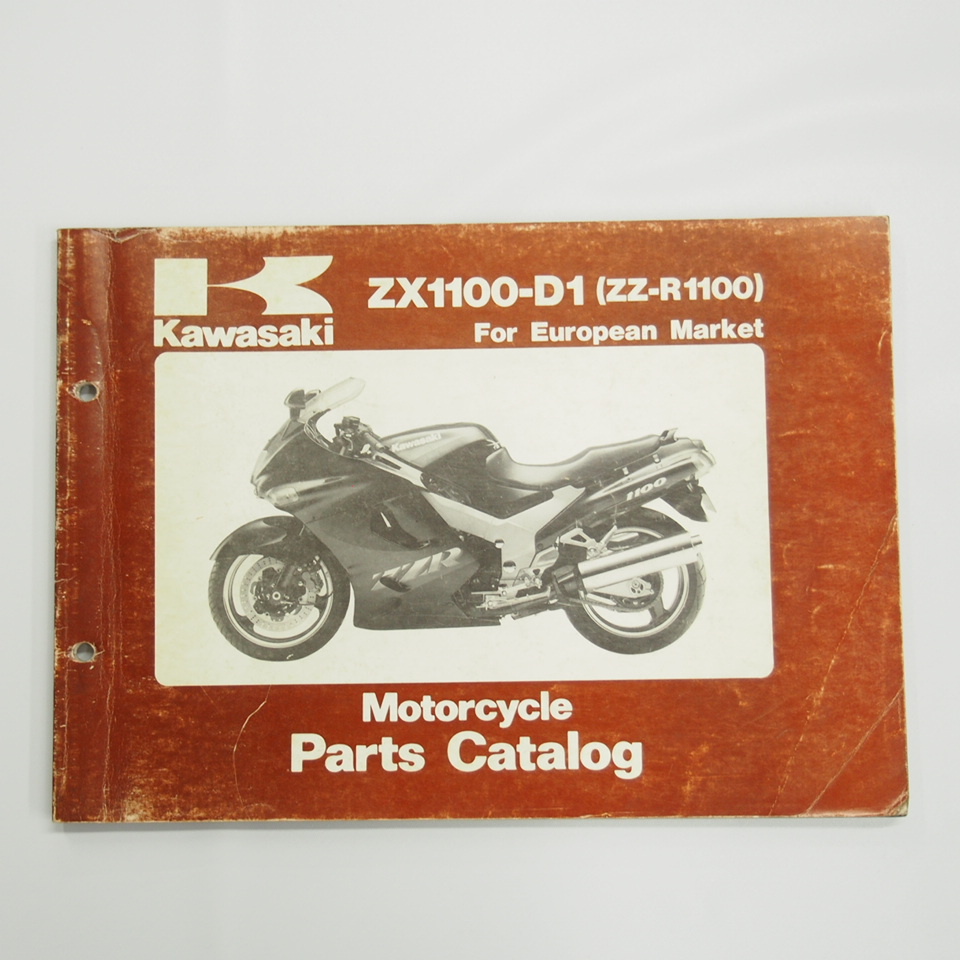 ZX1100-D1 (ZZ-R1100)
Kawasaki
For European Market
Kawasaki
1100
ZZR
Motorcycle
Parts Catalog